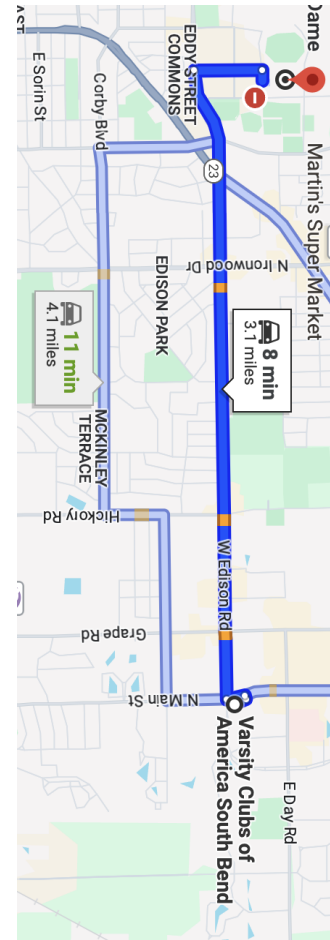 Dame
EDDY STREET
COMMONS
E Sorin St
Corby Blvd
23
Martin's Super Market
N Ironwood Dr
EDISON PARK
8 min
3.1 miles
11 min
4.1 miles
MCKINLEY
TERRACE
Hickory Rd
W Edison Rd
Grape Rd
N Main St
Varsity Clubs of
America South Bend
E Day Rd